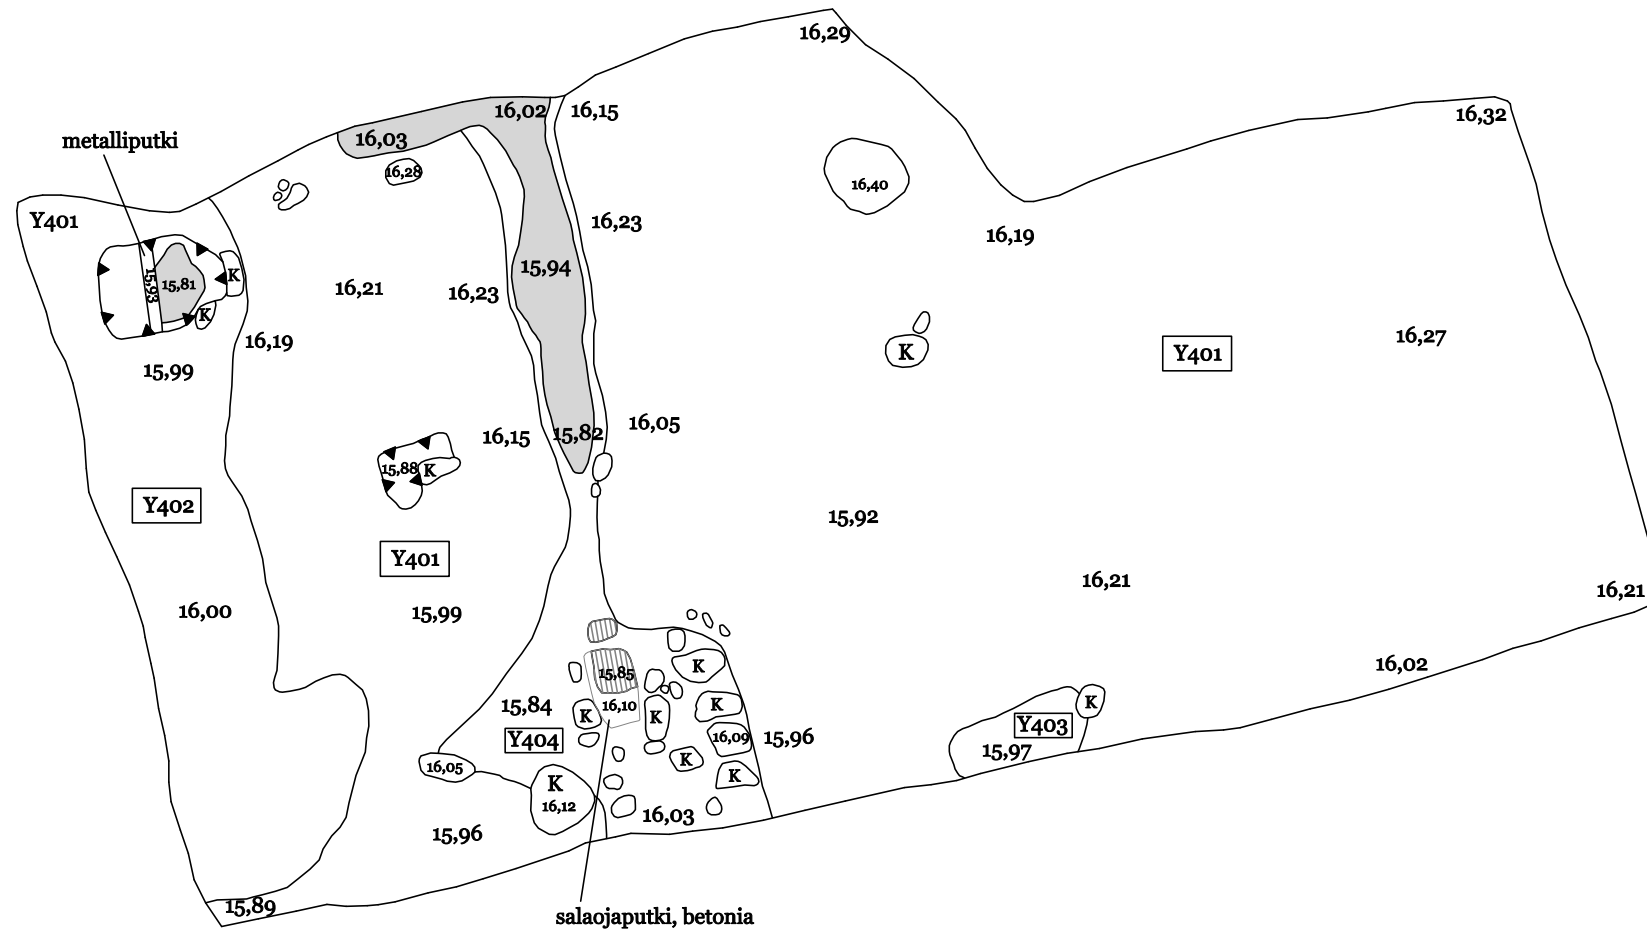 16,29
16,02
16,15
16,32
metalliputki
16,03
16,28
16,40
Y401
16,23
16,19
15,94
K
15,93
15,81
16,21
16,23
K
16,19
16,27
K
Y401
15,99
16,15
15,82
16,05
15,88
K
Y402
15,92
Y401
16,21
16,21
16,00
15,99
K
16,02
15,85
K
15,84
16,10
K
K
K
Y403
Y404
16,09
15,96
15,97
K
16,05
K
K
16,12
16,03
15,96
15,89
salaojaputki, betonia